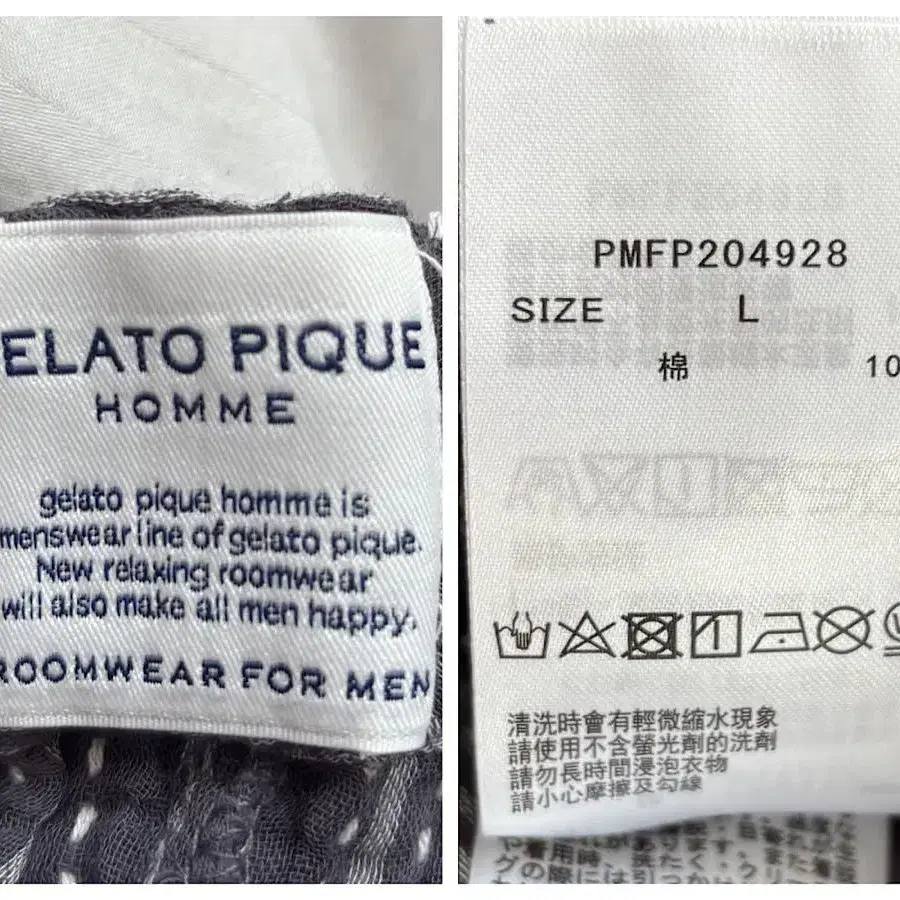 ELATO PIQUE
HOMME
gelato pique homme is
menswear line of gelato pique.
New relaxing roomwear
will also make all men happy.
ROOMWEAR FOR MEN
PMFP204928
SIZE L
棉 10
清洗時會有輕微縮水現象
請使用不含螢光劑的洗劑
請勿長時間浸泡衣物
請小心摩擦及勾線